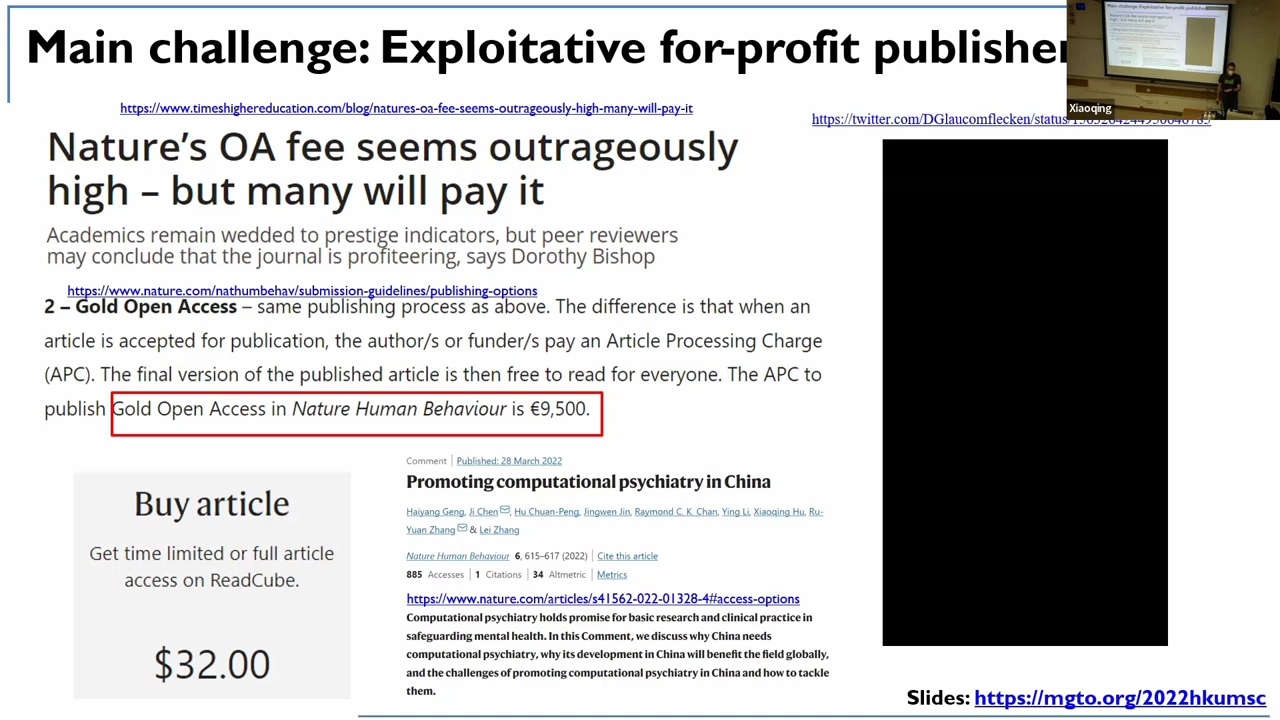 Main challenge: Exploitative for-profit publisher
https://www.timeshighereducation.com/blog/natures-oa-fee-seems-outrageously-high-many-will-pay-it
https://twitter.com/DGlaucomflecken/status/
Xiaoqing
Nature's OA fee seems outrageously
high – but many will pay it
Academics remain wedded to prestige indicators, but peer reviewers
may conclude that the journal is profiteering, says Dorothy Bishop
https://www.nature.com/nathumbehav/submission-guidelines/publishing-options
2 – Gold Open Access – same publishing process as above. The difference is that when an
article is accepted for publication, the author/s or funder/s pay an Article Processing Charge
(APC). The final version of the published article is then free to read for everyone. The APC to
publish Gold Open Access in Nature Human Behaviour is €9,500.
Buy article
Get time limited or full article
access on ReadCube.
$32.00
Comment | Published: 28 March 2022
Promoting computational psychiatry in China
Haiyang Geng, Ji Chen, Hu Chuan-Peng, Jingwen Jin, Raymond C. K. Chan, Ying Li, Xiaoqing Hu, Ru-
Yuan Zhang & Lei Zhang
Nature Human Behaviour 6, 615–617 (2022) | Cite this article
885 Accesses | 1 Citations | 34 Altmetric | Metrics
https://www.nature.com/articles/s41562-022-01328-4#access-options
Computational psychiatry holds promise for basic research and clinical practice in
safeguarding mental health. In this Comment, we discuss why China needs
computational psychiatry, why its development in China will benefit the field globally,
and the challenges of promoting computational psychiatry in China and how to tackle
them.
Slides: https://mgto.org/2022hkumsc